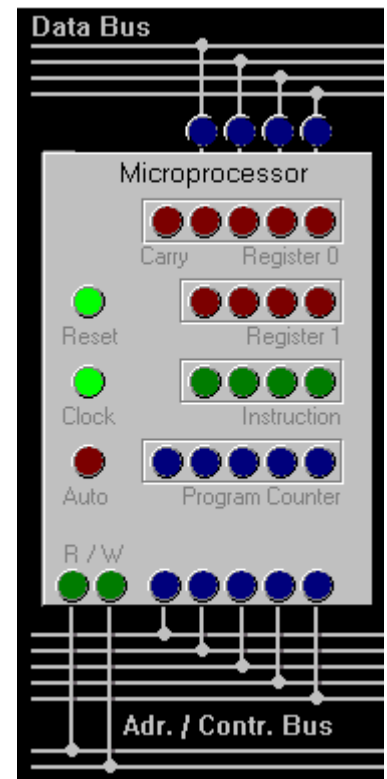 Data Bus
Microprocessor
Carry Register 0
Reset Register 1
Clock Instruction
Auto Program Counter
R / W
Adr. / Contr. Bus